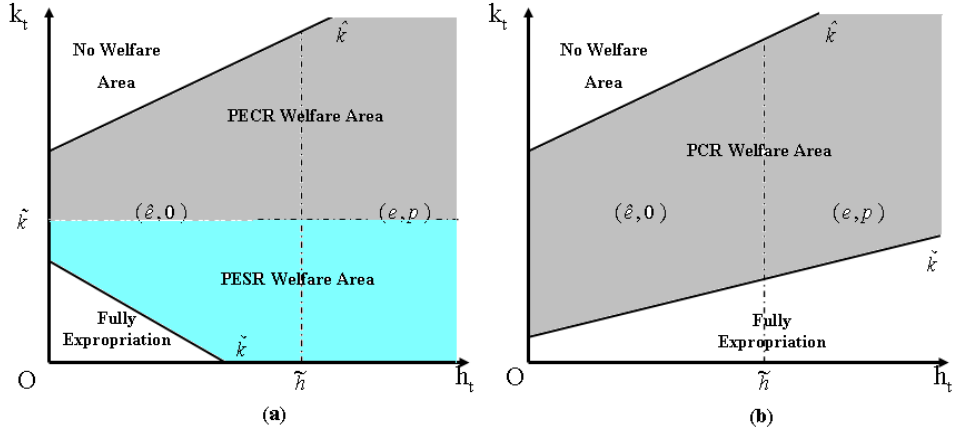 k_t
No Welfare
Area
k̂
PECR Welfare Area
(ê, 0)
(e, p)
k̃
PESR Welfare Area
Fully
Expropriation
ǩ
O
h̃
h_t
(a)
k_t
No Welfare
Area
k̂
PCR Welfare Area
(ê, 0)
(e, p)
ǩ
Fully
Expropriation
O
h̃
h_t
(b)